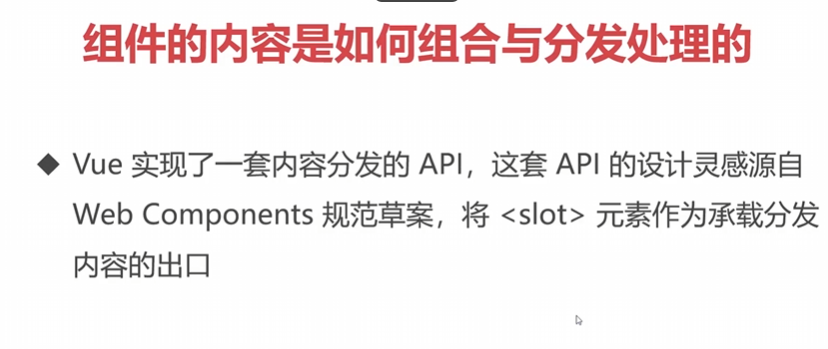 组件的内容是如何组合与分发处理的
◆ Vue 实现了一套内容分发的 API，这套 API 的设计灵感源自
Web Components 规范草案，将 <slot> 元素作为承载分发
内容的出口